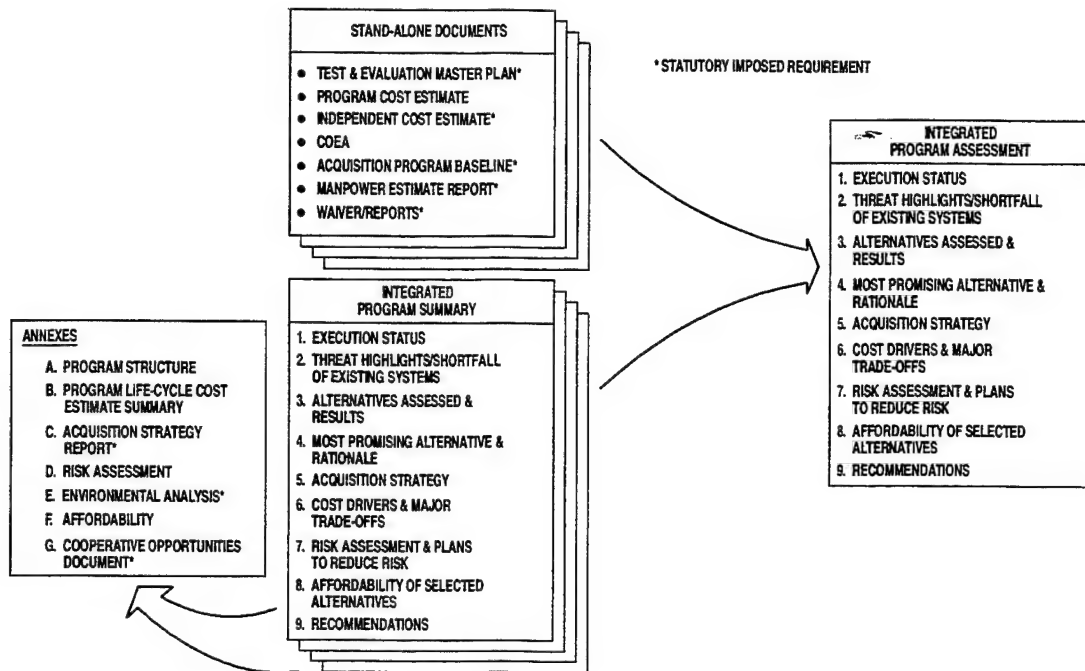 STAND-ALONE DOCUMENTS
• TEST & EVALUATION MASTER PLAN*
• PROGRAM COST ESTIMATE
• INDEPENDENT COST ESTIMATE*
• COEA
• ACQUISITION PROGRAM BASELINE*
• MANPOWER ESTIMATE REPORT*
• WAIVER/REPORTS*
* STATUTORY IMPOSED REQUIREMENT
INTEGRATED
PROGRAM SUMMARY
1. EXECUTION STATUS
2. THREAT HIGHLIGHTS/SHORTFALL
OF EXISTING SYSTEMS
3. ALTERNATIVES ASSESSED &
RESULTS
4. MOST PROMISING ALTERNATIVE &
RATIONALE
5. ACQUISITION STRATEGY
6. COST DRIVERS & MAJOR
TRADE-OFFS
7. RISK ASSESSMENT & PLANS
TO REDUCE RISK
8. AFFORDABILITY OF SELECTED
ALTERNATIVES
9. RECOMMENDATIONS
ANNEXES
A. PROGRAM STRUCTURE
B. PROGRAM LIFE-CYCLE COST
ESTIMATE SUMMARY
C. ACQUISITION STRATEGY
REPORT*
D. RISK ASSESSMENT
E. ENVIRONMENTAL ANALYSIS*
F. AFFORDABILITY
G. COOPERATIVE OPPORTUNITIES
DOCUMENT*
INTEGRATED
PROGRAM ASSESSMENT
1. EXECUTION STATUS
2. THREAT HIGHLIGHTS/SHORTFALL
OF EXISTING SYSTEMS
3. ALTERNATIVES ASSESSED &
RESULTS
4. MOST PROMISING ALTERNATIVE &
RATIONALE
5. ACQUISITION STRATEGY
6. COST DRIVERS & MAJOR
TRADE-OFFS
7. RISK ASSESSMENT & PLANS
TO REDUCE RISK
8. AFFORDABILITY OF SELECTED
ALTERNATIVES
9. RECOMMENDATIONS